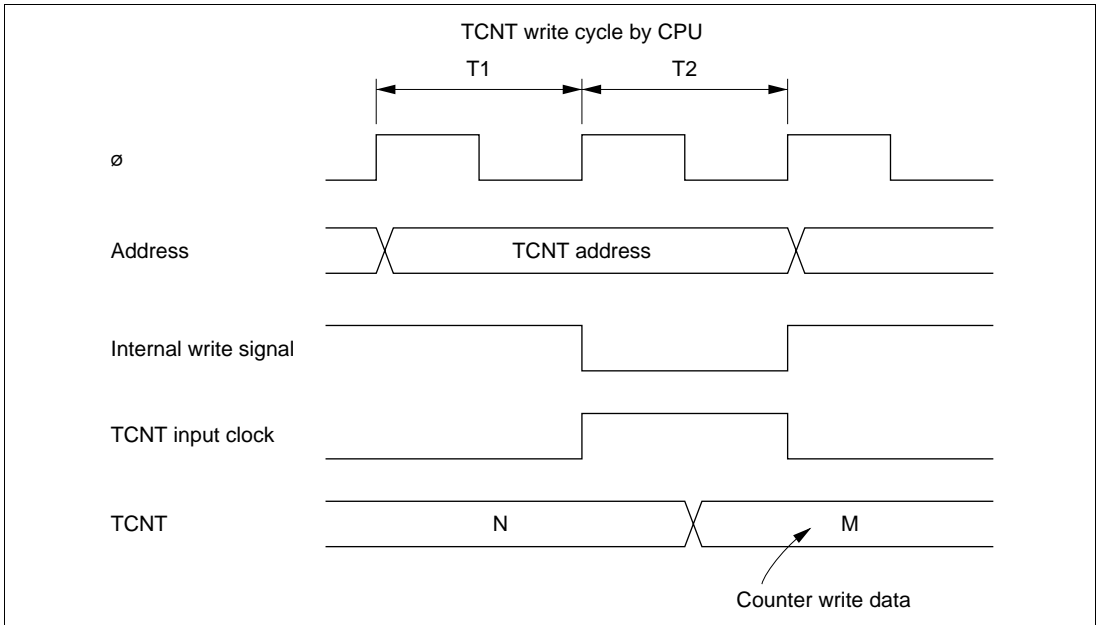 TCNT write cycle by CPU
T1 T2
ø
Address TCNT address
Internal write signal
TCNT input clock
TCNT N M
Counter write data